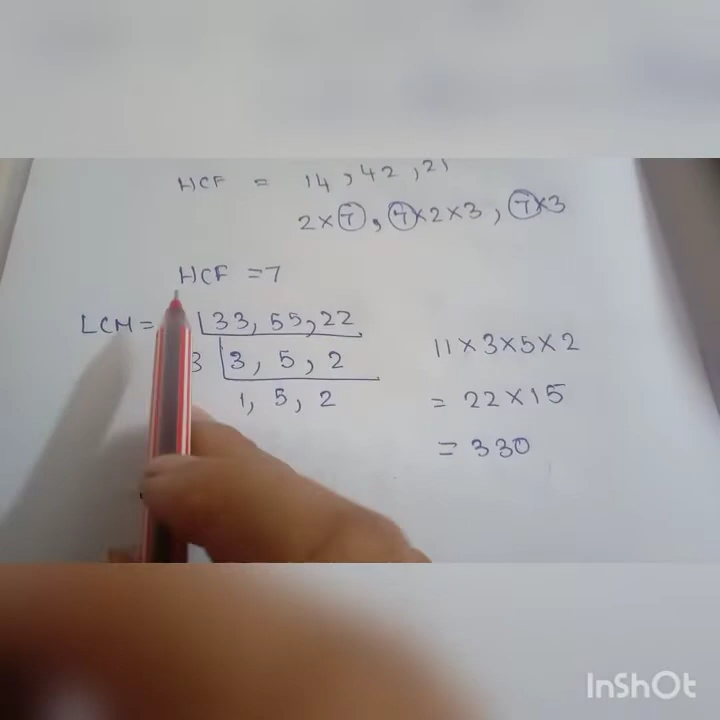 HCF = 14, 42, 21
2×7, 7×2×3, 7×3
HCF = 7
LCM = 33, 55, 22
3 3, 5, 2
1, 5, 2
11×3×5×2
= 22×15
= 330
InShOt